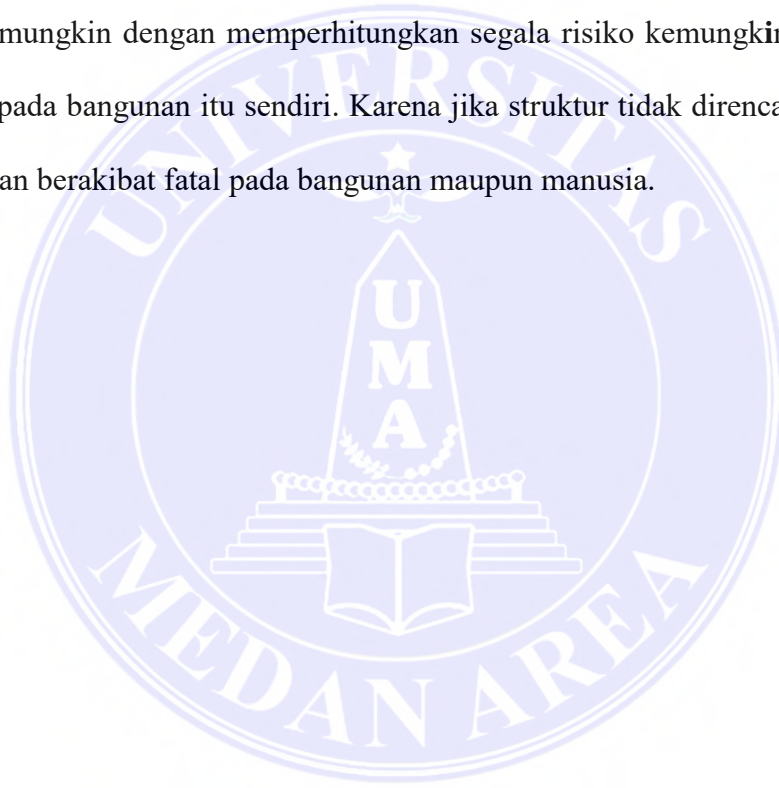 mungkin dengan memperhitungkan segala risiko kemungkin
pada bangunan itu sendiri. Karena jika struktur tidak direnca
an berakibat fatal pada bangunan maupun manusia.
UNIVERSITAS
U
M
A
MEDAN AREA